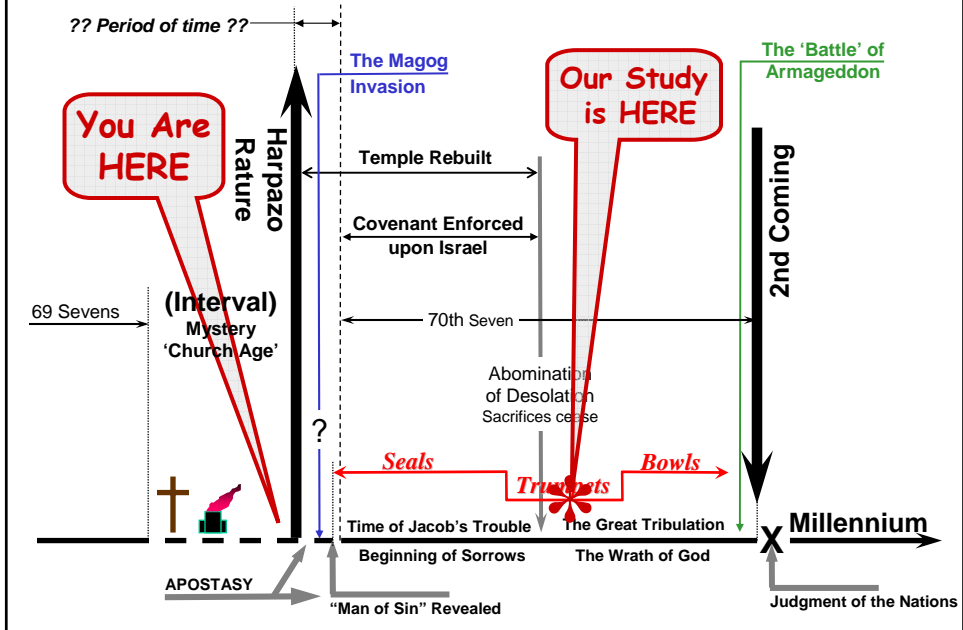 ?? Period of time ??
The Magog
Invasion
The ‘Battle’ of
Armageddon
You Are
HERE
Our Study
is HERE
Harpazo
Rature
Temple Rebuilt
Covenant Enforced
upon Israel
2nd Coming
69 Sevens
(Interval)
Mystery
‘Church Age’
70th Seven
Abomination
of Desolation
Sacrifices cease
?
Seals
Trumpets
Bowls
Time of Jacob’s Trouble
The Great Tribulation
X
Millennium
Beginning of Sorrows
The Wrath of God
APOSTASY
“Man of Sin” Revealed
Judgment of the Nations